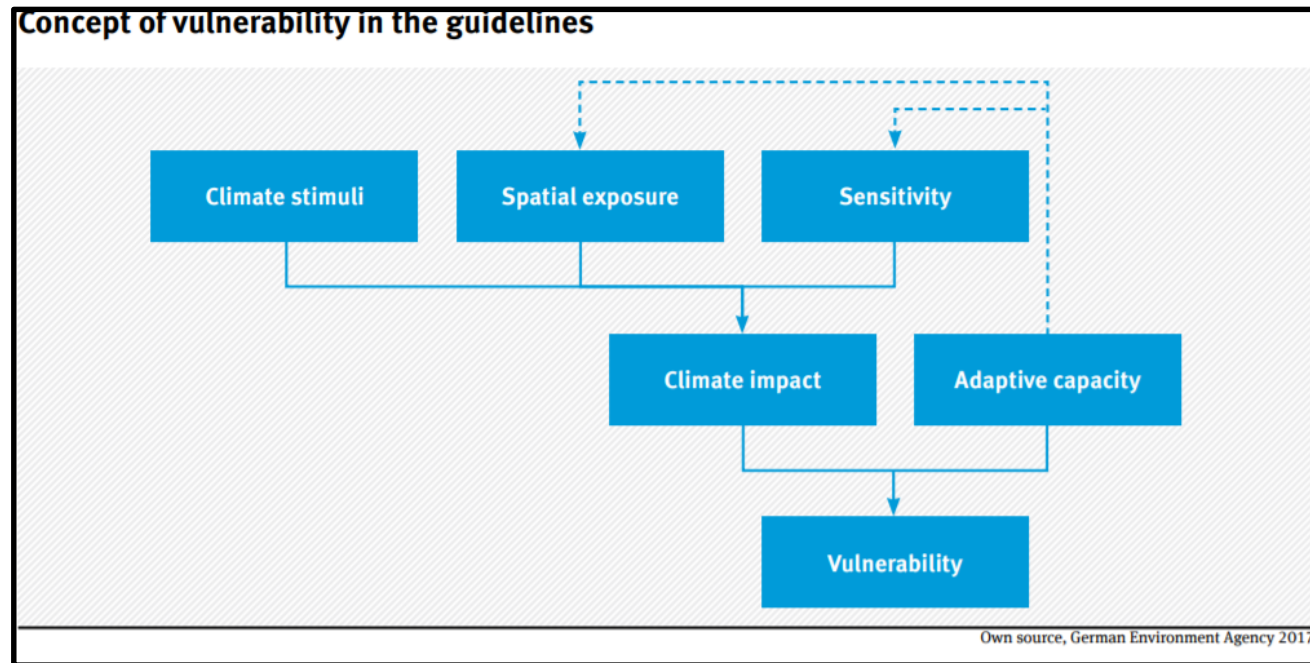 Concept of vulnerability in the guidelines
Climate stimuli
Spatial exposure
Sensitivity
Climate impact
Adaptive capacity
Vulnerability
Own source, German Environment Agency 2017